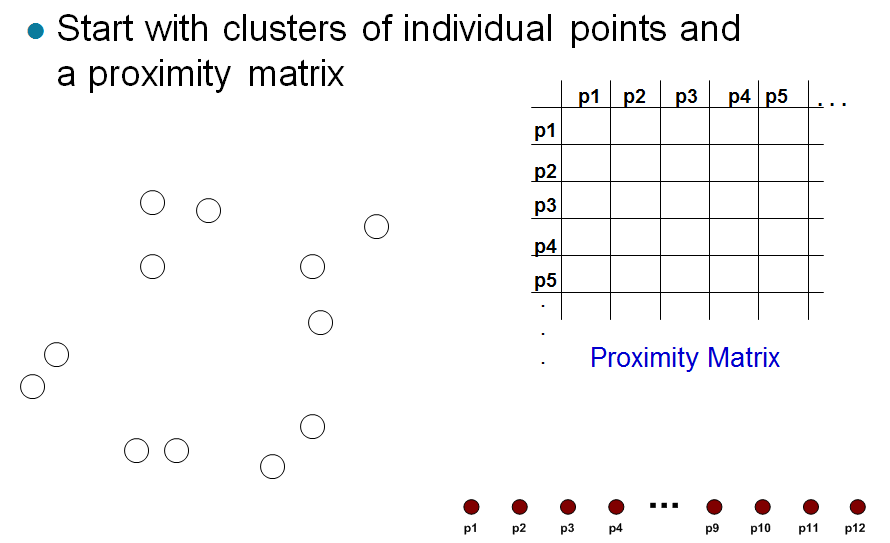 Start with clusters of individual points and
a proximity matrix
p1 p2 p3 p4 p5 ...
p1
p2
p3
p4
p5
.
.
.
Proximity Matrix
...
p1 p2 p3 p4 p9 p10 p11 p12